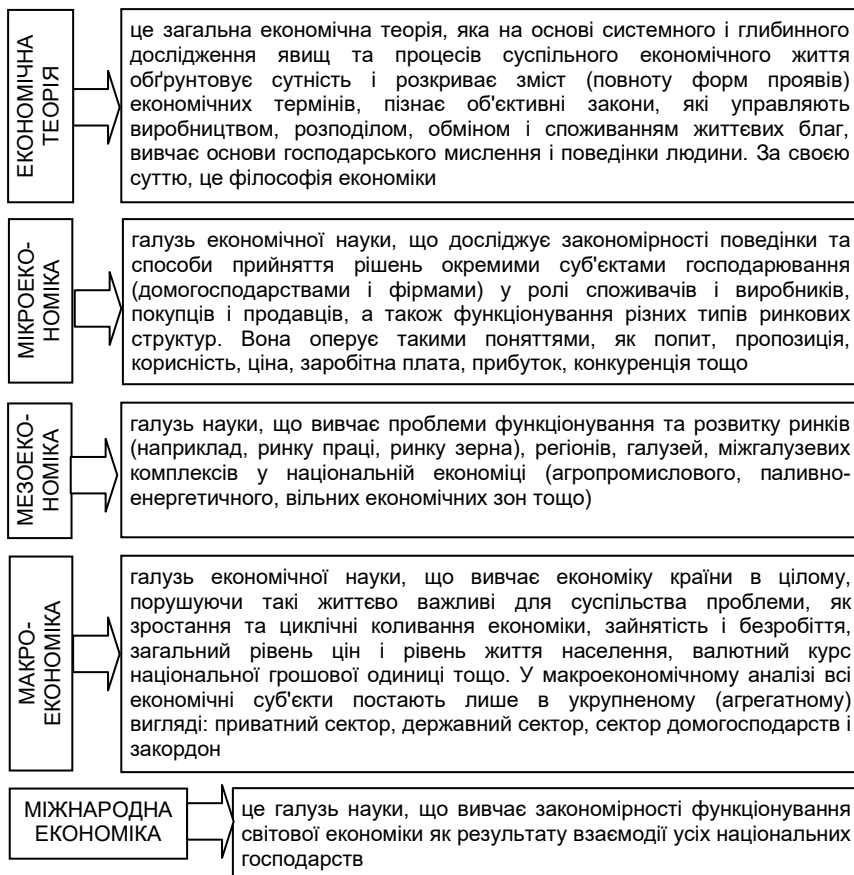 ЕКОНОМІЧНА
ТЕОРІЯ
це загальна економічна теорія, яка на основі системного і глибинного
дослідження явищ та процесів суспільного економічного життя
обґрунтовує сутність і розкриває зміст (повноту форм проявів)
економічних термінів, пізнає об'єктивні закони, які управляють
виробництвом, розподілом, обміном і споживанням життєвих благ,
вивчає основи господарського мислення і поведінки людини. За своєю
суттю, це філософія економіки
МІКРОЕКО-
НОМІКА
галузь економічної науки, що досліджує закономірності поведінки та
способи прийняття рішень окремими суб'єктами господарювання
(домогосподарствами і фірмами) у ролі споживачів і виробників,
покупців і продавців, а також функціонування різних типів ринкових
структур. Вона оперує такими поняттями, як попит, пропозиція,
корисність, ціна, заробітна плата, прибуток, конкуренція тощо
МЕЗОЕКО-
НОМІКА
галузь науки, що вивчає проблеми функціонування та розвитку ринків
(наприклад, ринку праці, ринку зерна), регіонів, галузей, міжгалузевих
комплексів у національній економіці (агропромислового, паливно-
енергетичного, вільних економічних зон тощо)
МАКРО-
ЕКОНОМІКА
галузь економічної науки, що вивчає економіку країни в цілому,
порушуючи такі життєво важливі для суспільства проблеми, як
зростання та циклічні коливання економіки, зайнятість і безробіття,
загальний рівень цін і рівень життя населення, валютний курс
національної грошової одиниці тощо. У макроекономічному аналізі всі
економічні суб'єкти постають лише в укрупненому (агрегатному)
вигляді: приватний сектор, державний сектор, сектор домогосподарств і
закордон
МІЖНАРОДНА
ЕКОНОМІКА
це галузь науки, що вивчає закономірності функціонування
світової економіки як результату взаємодії усіх національних
господарств